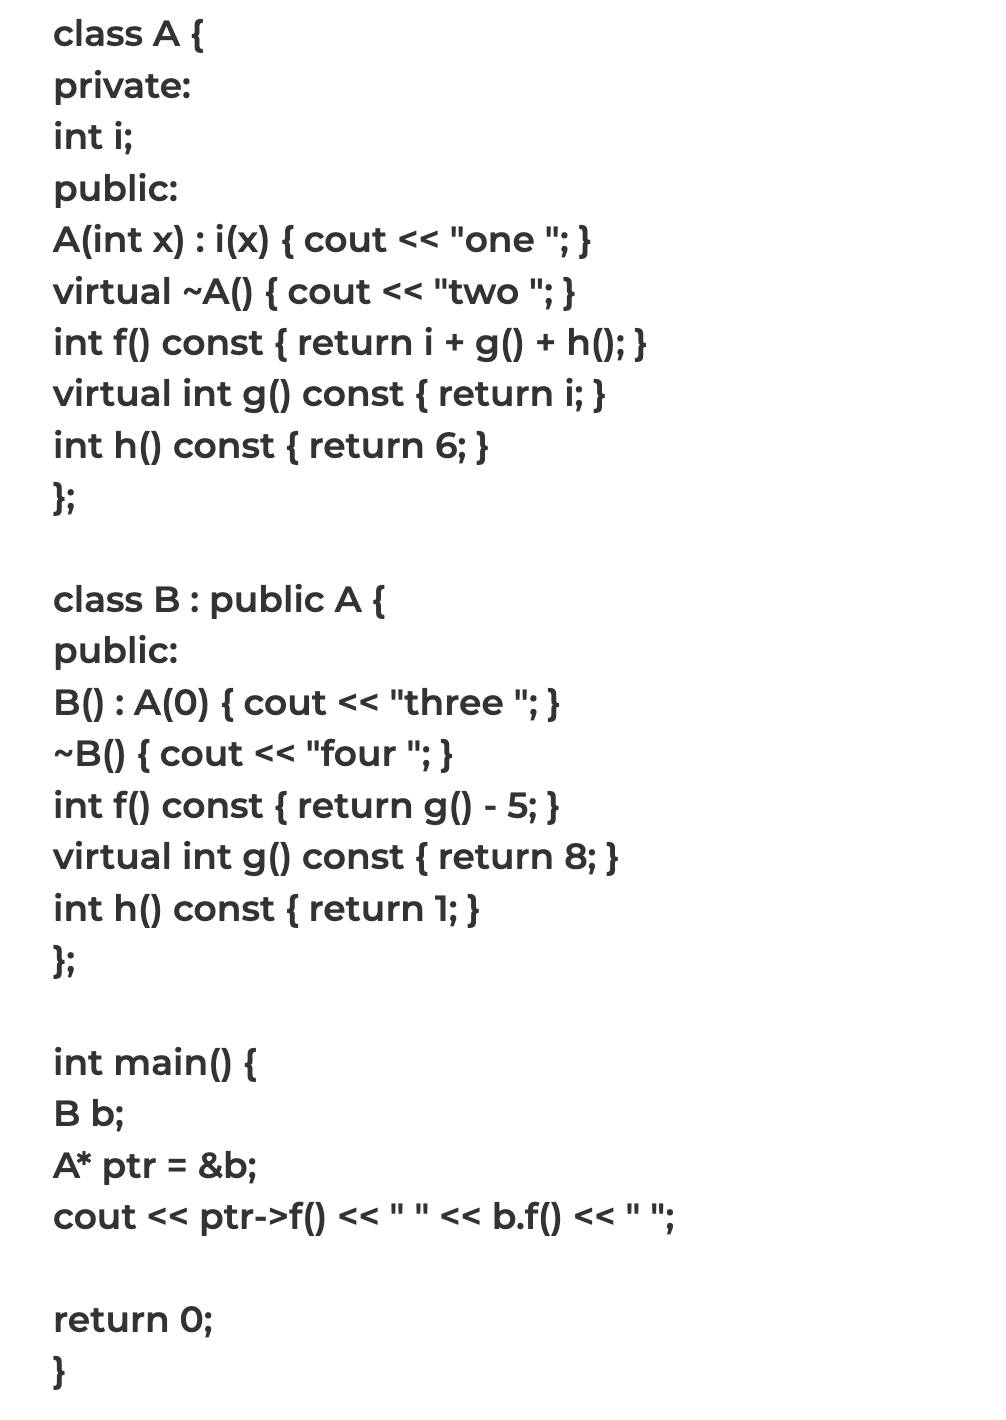 class A {
private:
int i;
public:
A(int x) : i(x) { cout << "one "; }
virtual ~A() { cout << "two "; }
int f() const { return i + g() + h(); }
virtual int g() const { return i; }
int h() const { return 6; }
};

class B : public A {
public:
B() : A(0) { cout << "three "; }
~B() { cout << "four "; }
int f() const { return g() - 5; }
virtual int g() const { return 8; }
int h() const { return 1; }
};

int main() {
B b;
A* ptr = &b;
cout << ptr->f() << " " << b.f() << " ";

return 0;
}